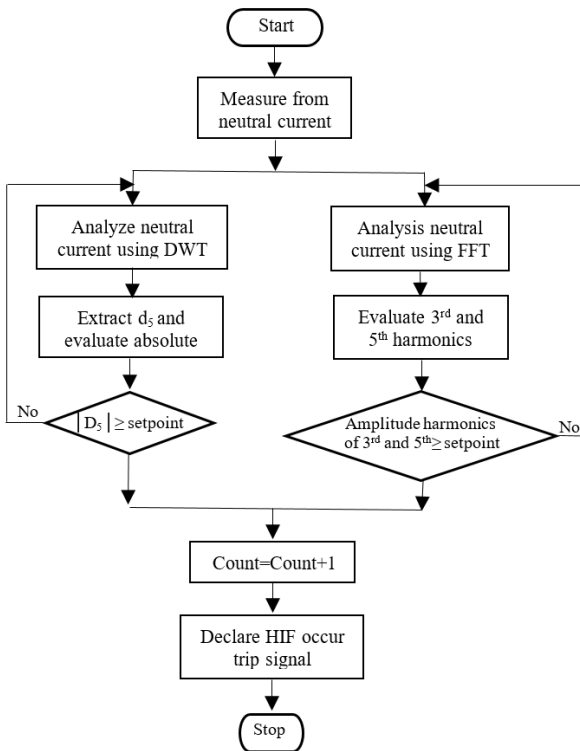 Start
Measure from
neutral current
Analyze neutral
current using DWT
Analysis neutral
current using FFT
Extract d₅ and
evaluate absolute
Evaluate 3ʳᵈ and
5ᵗʰ harmonics
No
|D₅| ≥ setpoint
Amplitude harmonics
of 3ʳᵈ and 5ᵗʰ≥ setpoint
No
Count=Count+1
Declare HIF occur
trip signal
Stop